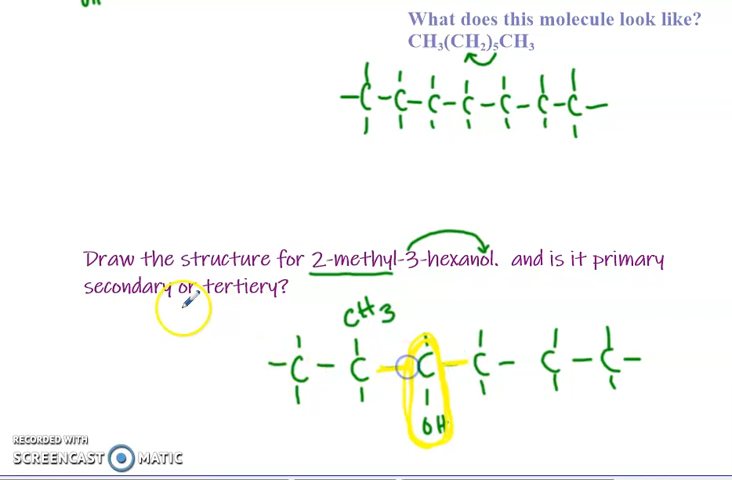 OH
What does this molecule look like?
CH₃(CH₂)₅CH₃
-C-C-C-C-C-C-C-
Draw the structure for 2-methyl-3-hexanol. and is it primary
secondary or tertiery?
CH3
-C-C-C-C- C-C-
OH
RECORDED WITH
SCREENCAST MATIC